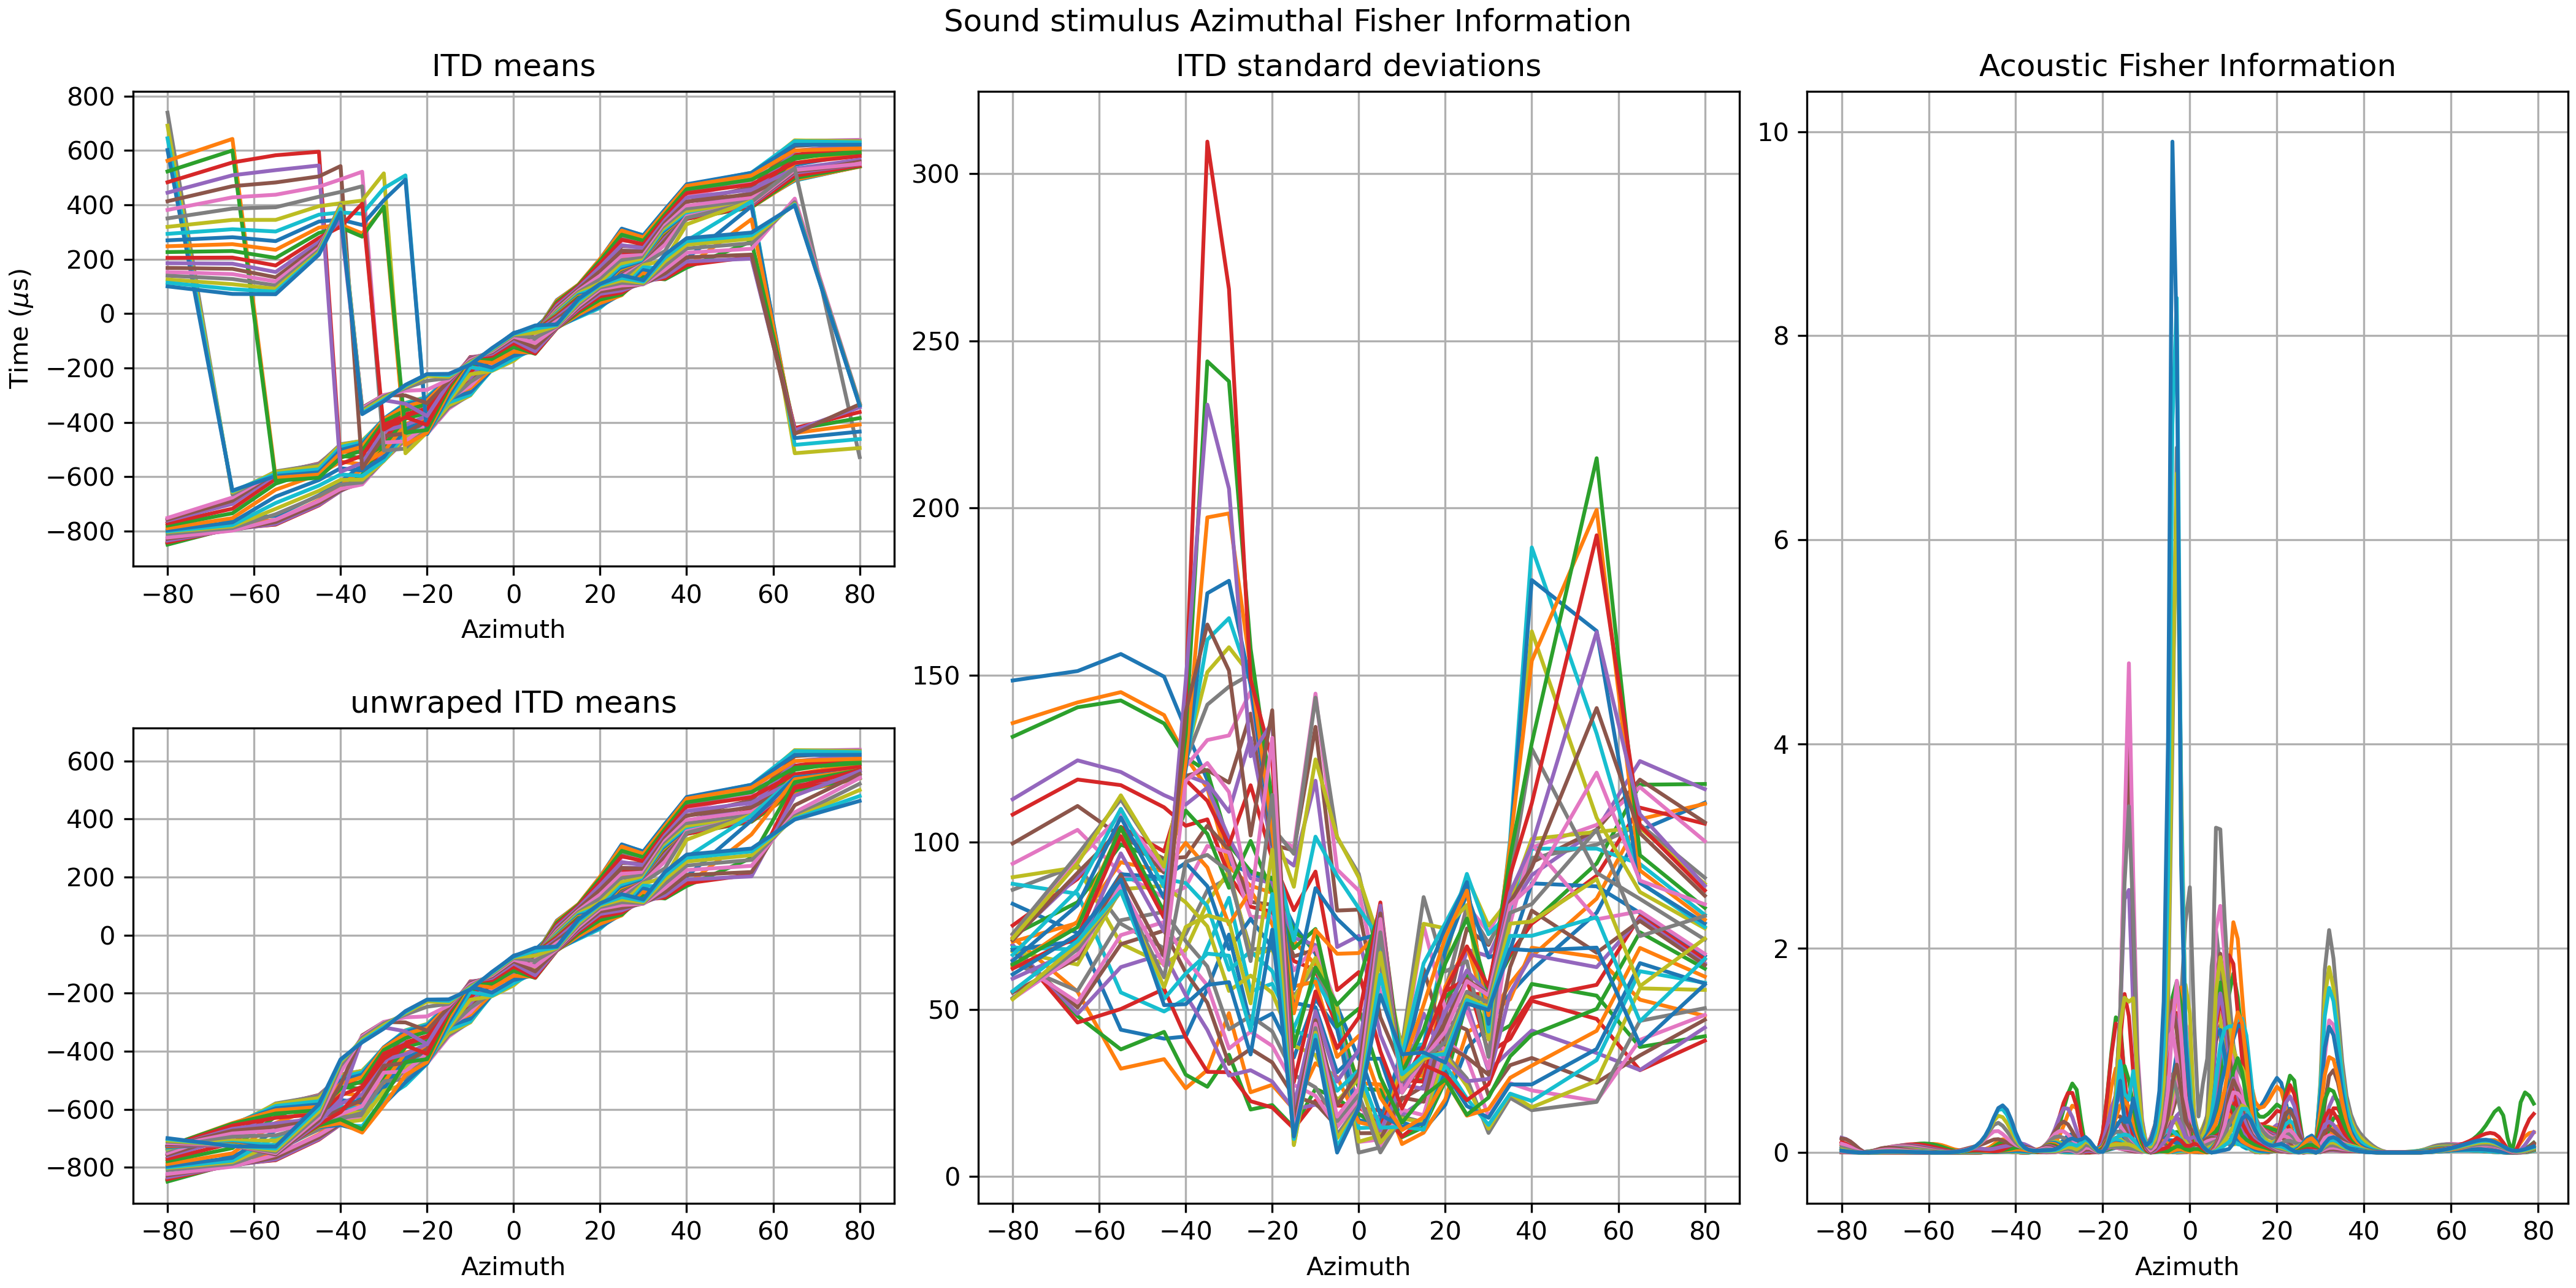 Sound stimulus Azimuthal Fisher Information
ITD means
800
600
400
200
0
−200
−400
−600
−800
Time (μs)
−80 −60 −40 −20 0 20 40 60 80
Azimuth
unwraped ITD means
600
400
200
0
−200
−400
−600
−800
−80 −60 −40 −20 0 20 40 60 80
Azimuth
ITD standard deviations
300
250
200
150
100
50
0
−80 −60 −40 −20 0 20 40 60 80
Azimuth
Acoustic Fisher Information
10
8
6
4
2
0
−80 −60 −40 −20 0 20 40 60 80
Azimuth